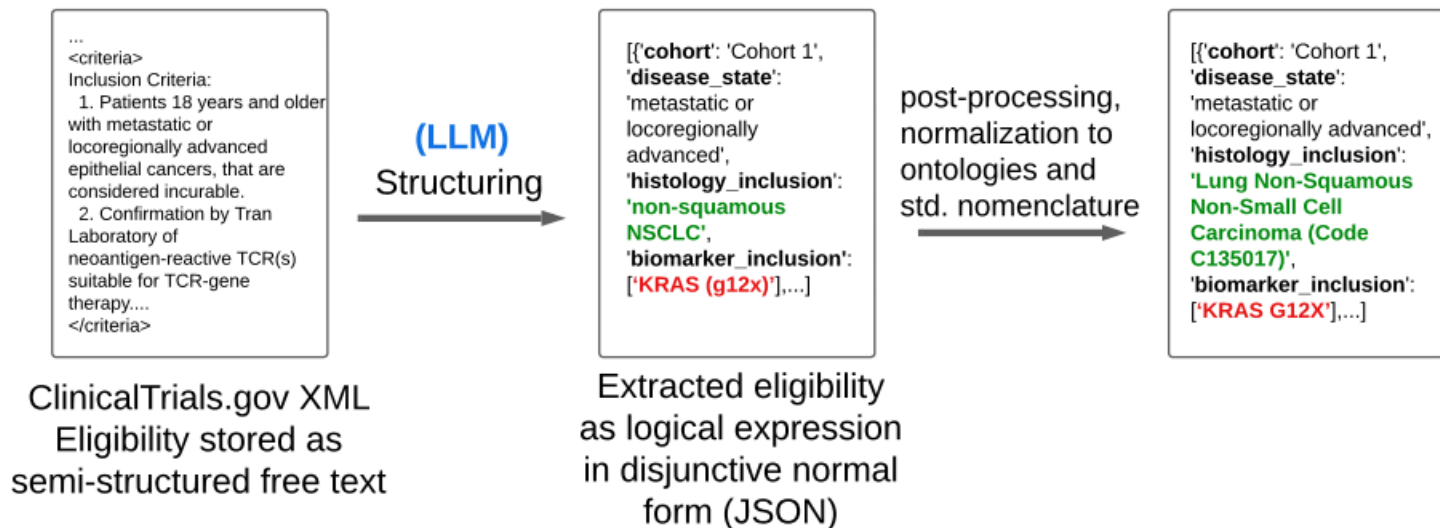 ...
<criteria>
Inclusion Criteria:
1. Patients 18 years and older
with metastatic or
locoregionally advanced
epithelial cancers, that are
considered incurable.
2. Confirmation by Tran
Laboratory of
neoantigen-reactive TCR(s)
suitable for TCR-gene
therapy....
</criteria>
ClinicalTrials.gov XML
Eligibility stored as
semi-structured free text
(LLM)
Structuring
[{'cohort': 'Cohort 1',
'disease_state':
'metastatic or
locoregionally
advanced',
'histology_inclusion':
'non-squamous
NSCLC',
'biomarker_inclusion':
[‘KRAS (g12x)’],...]
Extracted eligibility
as logical expression
in disjunctive normal
form (JSON)
post-processing,
normalization to
ontologies and
std. nomenclature
[{'cohort': 'Cohort 1',
'disease_state':
'metastatic or
locoregionally advanced',
'histology_inclusion':
'Lung Non-Squamous
Non-Small Cell
Carcinoma (Code
C135017)',
'biomarker_inclusion':
[‘KRAS G12X’],...]